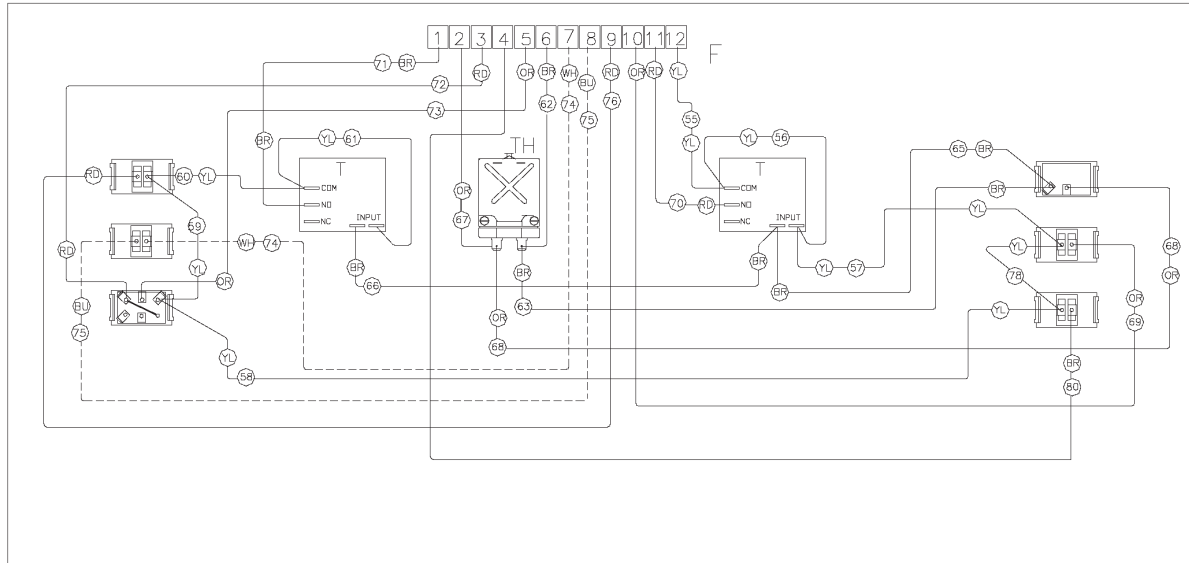 1 2 3 4 5 6 7 8 9 10 11 12
F
71 BR
72
RD
OR
BR
WH
BU
RD
OR
RD
YL
73
62
74
75
76
55
YL
BR
YL 61
TH
YL 56
T
T
RD
60 YL
COM
NO
NC
INPUT
OR
67
COM
NO
NC
INPUT
70 RD
65 BR
BR
59
YL
WH 74
RD
OR
BU
75
BR
66
BR
63
OR
68
BR
BR
YL 57
YL
YL
78
YL
68
OR
OR
69
YL
58
BR
80